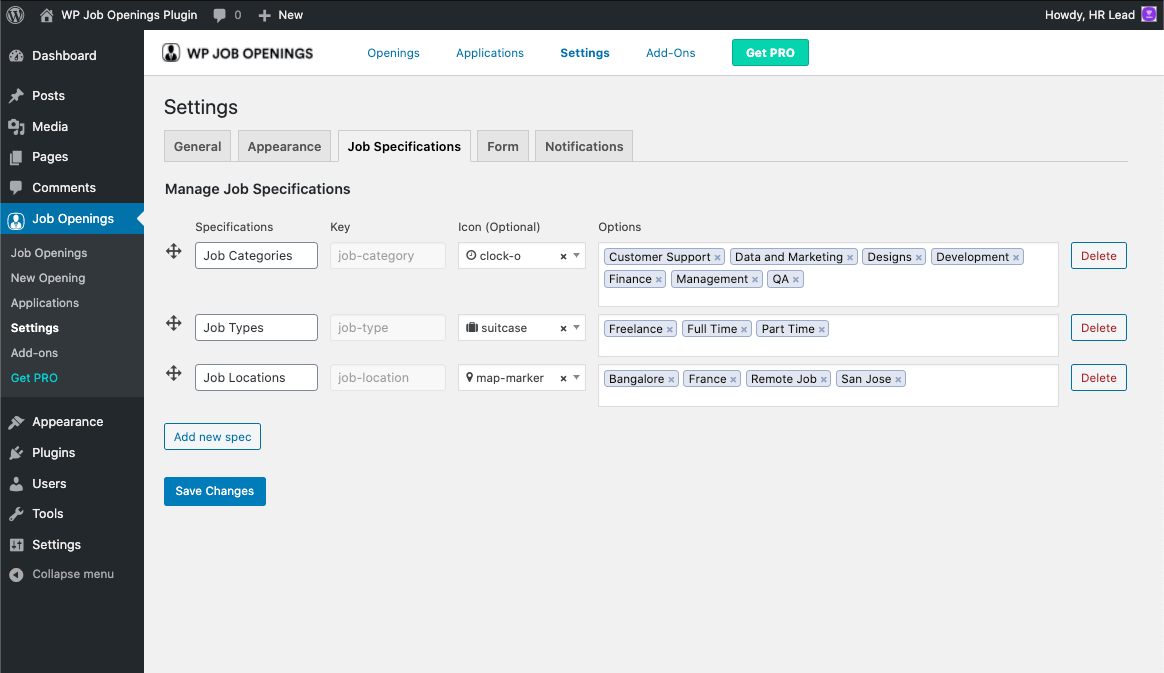 WP Job Openings Plugin 0 New Howdy, HR Lead
Dashboard
Posts
Media
Pages
Comments
Job Openings
Job Openings
New Opening
Applications
Settings
Add-ons
Get PRO
Appearance
Plugins
Users
Tools
Settings
Collapse menu
WP JOB OPENINGS Openings Applications Settings Add-Ons Get PRO
Settings
General Appearance Job Specifications Form Notifications
Manage Job Specifications
Specifications Key Icon (Optional) Options
Job Categories job-category clock-o × Customer Support × Data and Marketing × Designs × Development × Delete
Finance × Management × QA ×
Job Types job-type suitcase × Freelance × Full Time × Part Time × Delete
Job Locations job-location map-marker × Bangalore × France × Remote Job × San Jose × Delete
Add new spec
Save Changes